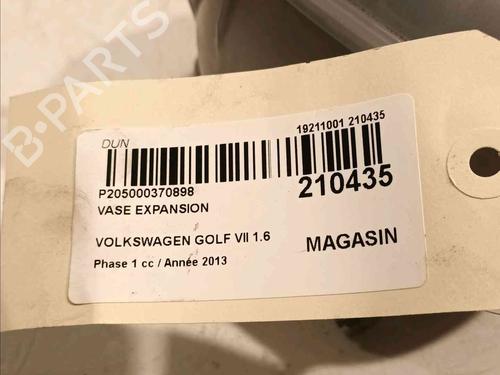 B-PARTS
DUN
19211001 210435
P205000370898
210435
VASE EXPANSION
VOLKSWAGEN GOLF VII 1.6
MAGASIN
Phase 1 cc / Année 2013